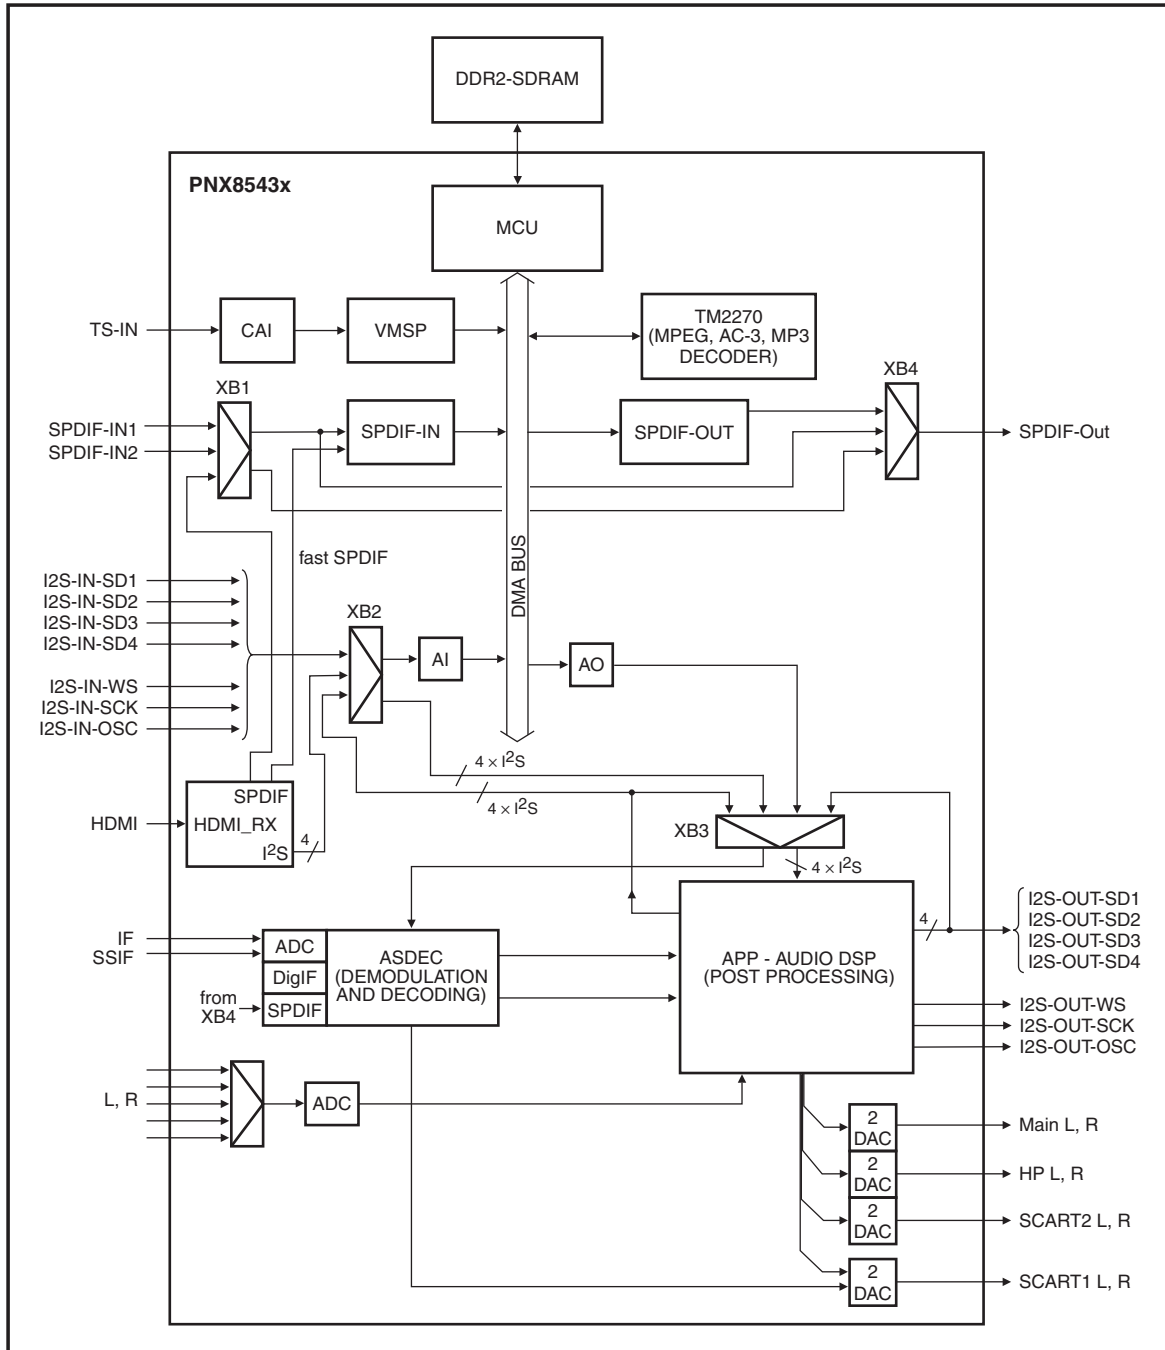 DDR2-SDRAM
PNX8543x
MCU
TS-IN
CAI
VMSP
TM2270
(MPEG, AC-3, MP3
DECODER)
XB1
XB4
SPDIF-IN1
SPDIF-IN2
SPDIF-IN
SPDIF-OUT
SPDIF-Out
fast SPDIF
DMA BUS
I2S-IN-SD1
I2S-IN-SD2
I2S-IN-SD3
I2S-IN-SD4
I2S-IN-WS
I2S-IN-SCK
I2S-IN-OSC
XB2
AI
AO
4 × I²S
4 × I²S
SPDIF
HDMI
HDMI_RX
I²S
4
XB3
4 × I²S
IF
SSIF
ADC
DigIF
SPDIF
from
XB4
ASDEC
(DEMODULATION
AND DECODING)
APP - AUDIO DSP
(POST PROCESSING)
4
I2S-OUT-SD1
I2S-OUT-SD2
I2S-OUT-SD3
I2S-OUT-SD4
I2S-OUT-WS
I2S-OUT-SCK
I2S-OUT-OSC
L, R
ADC
2
DAC
Main L, R
2
DAC
HP L, R
2
DAC
SCART2 L, R
2
DAC
SCART1 L, R